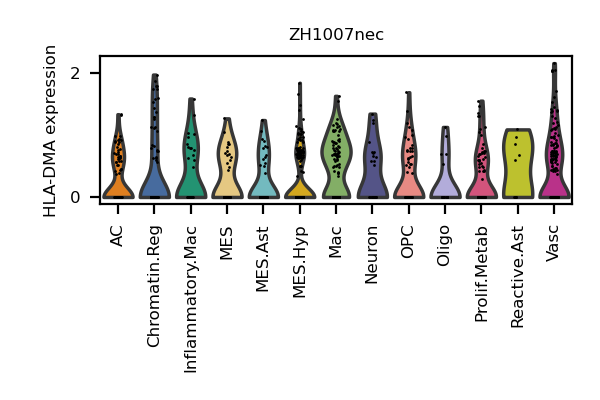 ZH1007nec
HLA-DMA expression
2
0
AC
Chromatin.Reg
Inflammatory.Mac
MES
MES.Ast
MES.Hyp
Mac
Neuron
OPC
Oligo
Prolif.Metab
Reactive.Ast
Vasc